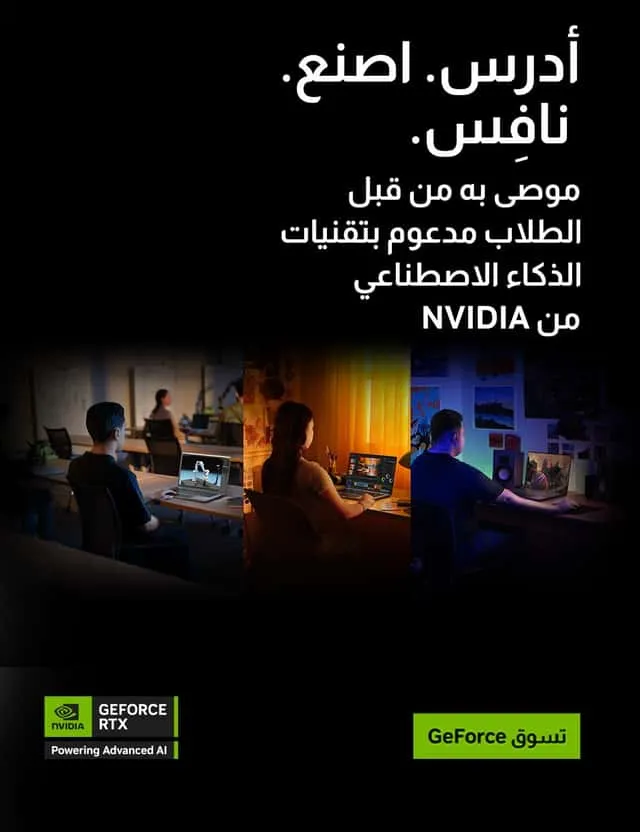 أدرس. اصنع.
نافِس.
موصى به من قبل
الطلاب مدعوم بتقنيات
الذكاء الاصطناعي
من NVIDIA
NVIDIA
GEFORCE
RTX
Powering Advanced AI
تسوق GeForce